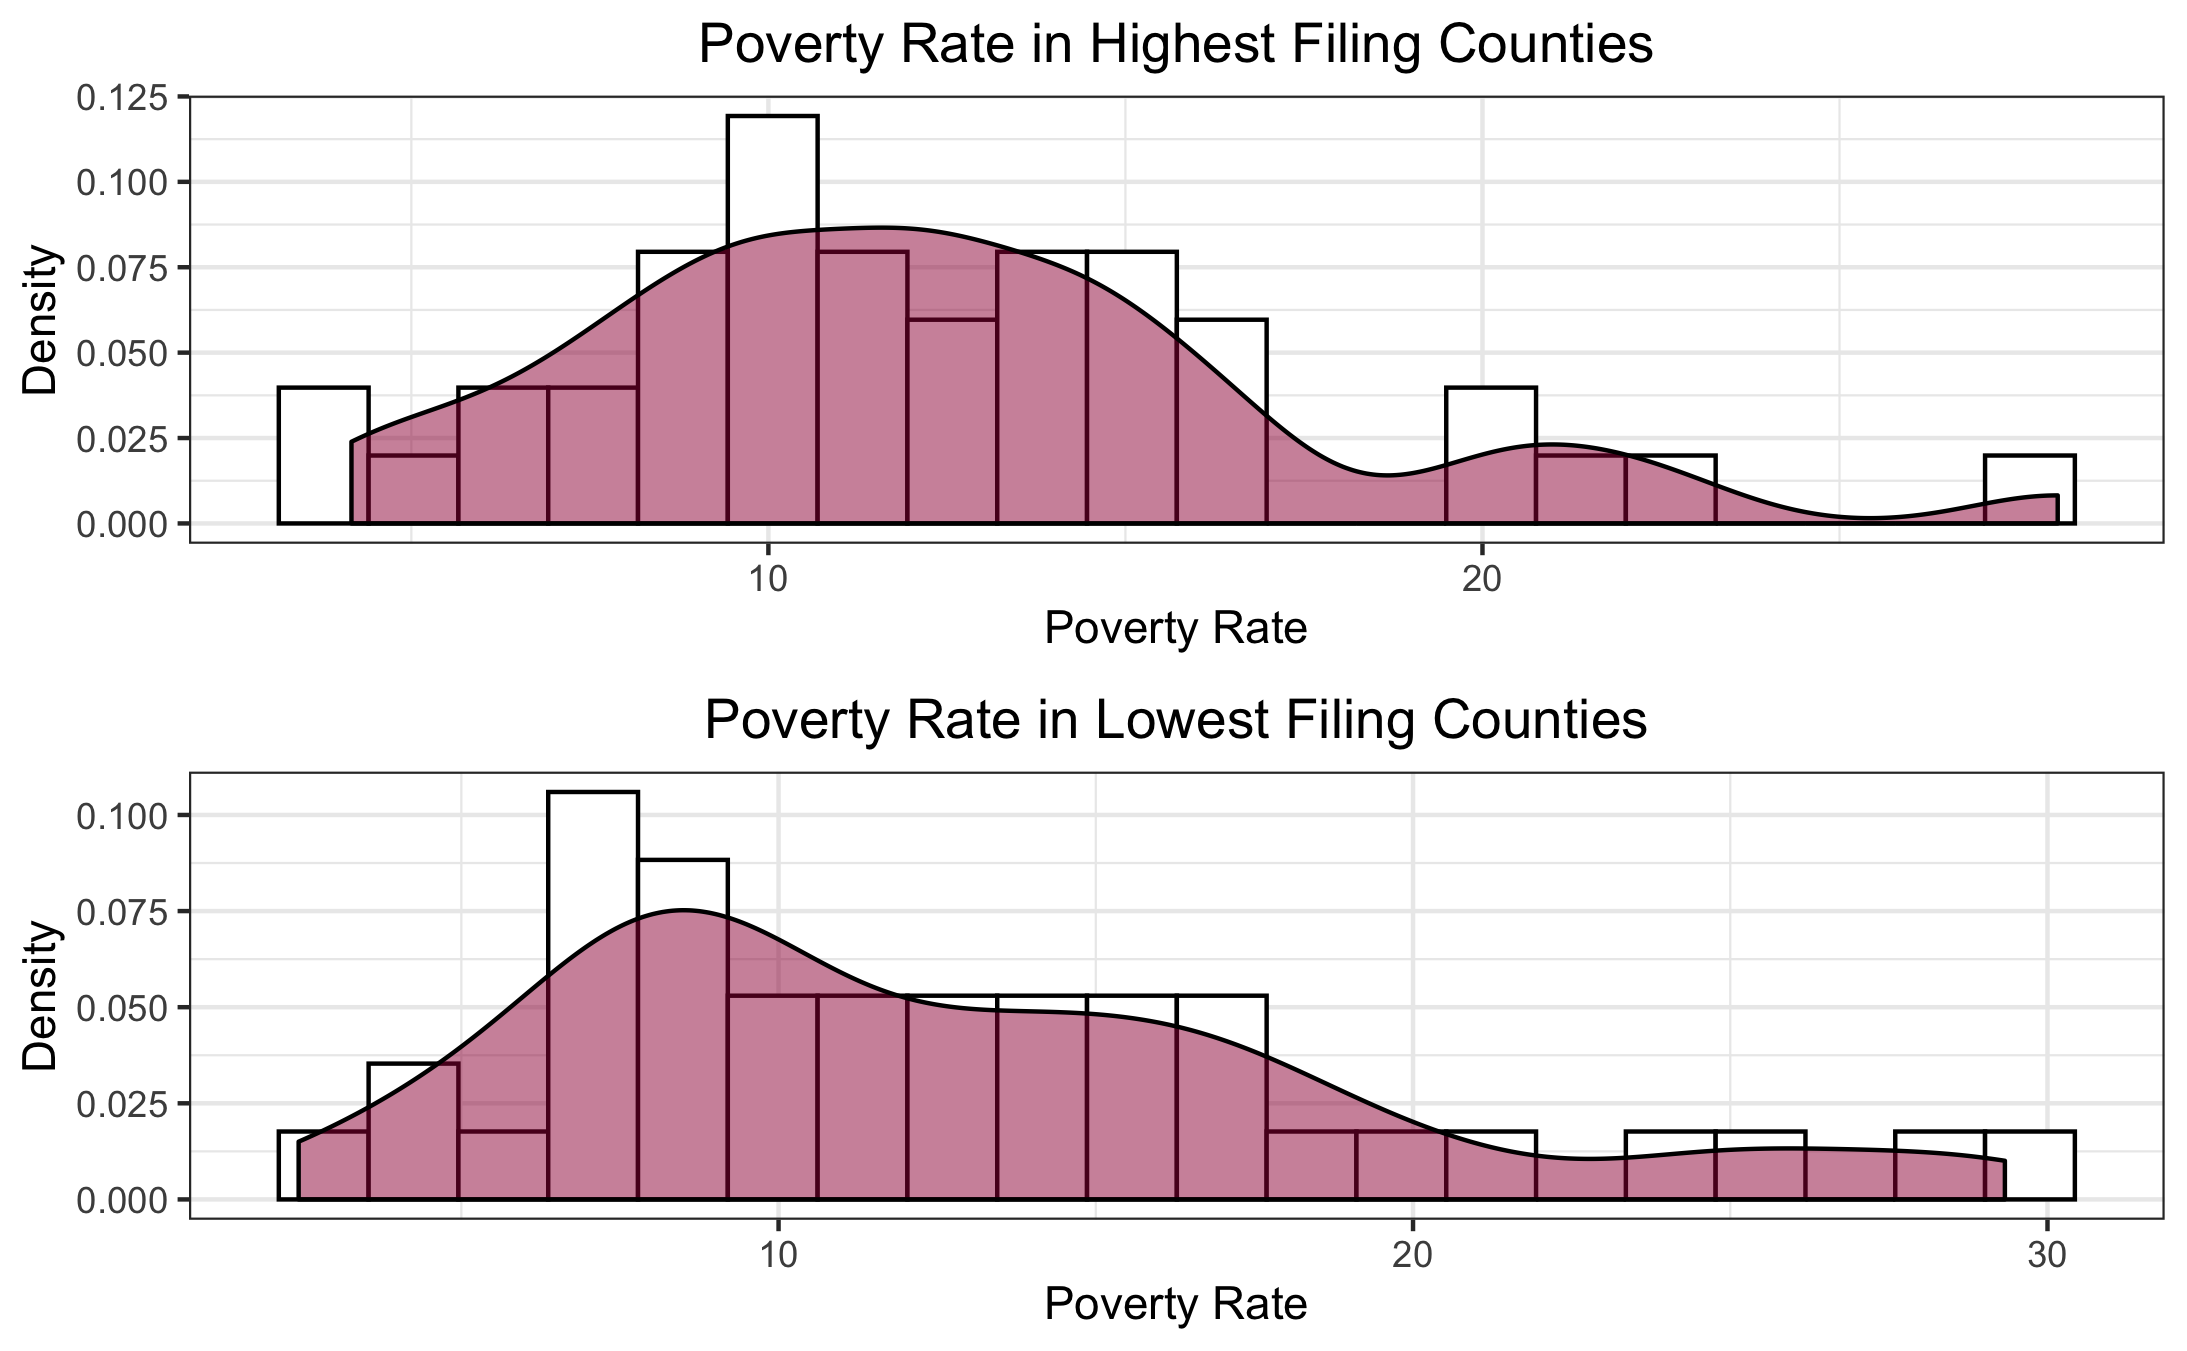 Poverty Rate in Highest Filing Counties
0.125
0.100
0.075
0.050
0.025
0.000
Density
10 20
Poverty Rate
Poverty Rate in Lowest Filing Counties
0.100
0.075
0.050
0.025
0.000
Density
10 20 30
Poverty Rate